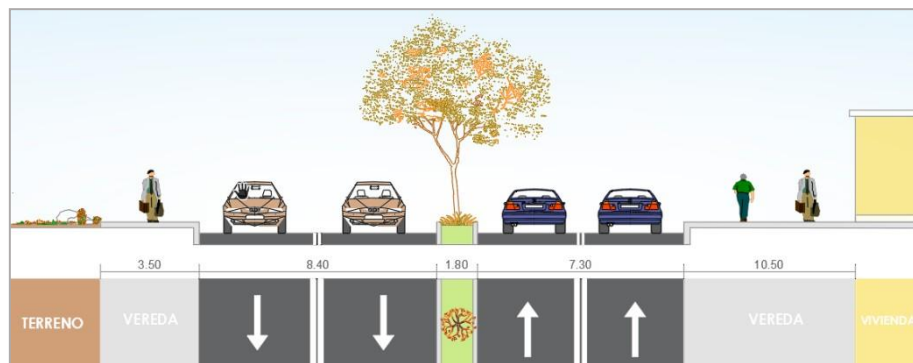 3.50 8.40 1.80 7.30 10.50
TERRENO VEREDA VEREDA VIVIENDA